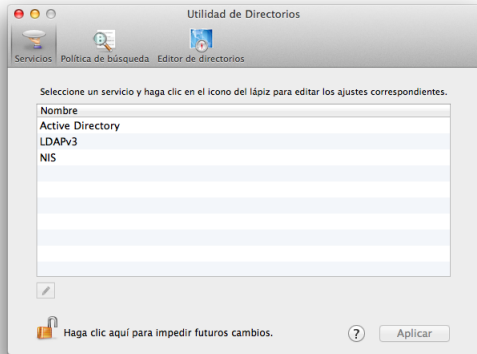 Utilidad de Directorios
Servicios Política de búsqueda Editor de directorios
Seleccione un servicio y haga clic en el icono del lápiz para editar los ajustes correspondientes.
Nombre
Active Directory
LDAPv3
NIS
Haga clic aquí para impedir futuros cambios. ? Aplicar